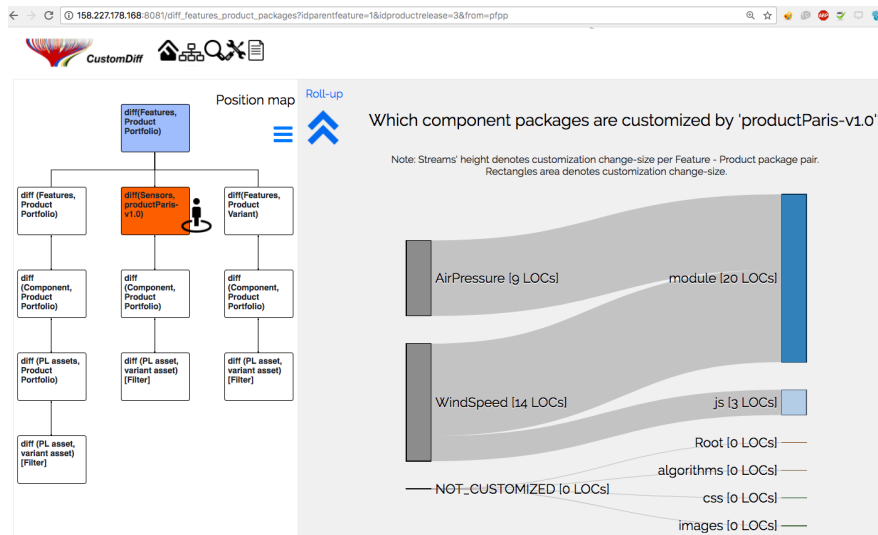 158.227.178.168:8081/diff_features_product_packages?idparentfeature=1&idproductrelease=3&from=pfpp
CustomDiff
Position map
Roll-up
diff(Features,
Product
Portfolio)
diff (Features,
Product
Portfolio)
diff(Sensors,
productParis-
v1.0)
diff(Features,
Product
Variant)
diff
(Component,
Product
Portfolio)
diff
(Component,
Product
Portfolio)
diff
(Component,
Product
Portfolio)
diff (PL assets,
Product
Portfolio)
diff (PL asset,
variant asset)
[Filter]
diff (PL asset,
variant asset)
[Filter]
diff (PL asset,
variant asset)
[Filter]
Which component packages are customized by 'productParis-v1.0'
Note: Streams' height denotes customization change-size per Feature - Product package pair.
Rectangles area denotes customization change-size.
AirPressure [9 LOCs]
module [20 LOCs]
WindSpeed [14 LOCs]
js [3 LOCs]
Root [0 LOCs]
algorithms [0 LOCs]
NOT_CUSTOMIZED [0 LOCs]
css [0 LOCs]
images [0 LOCs]